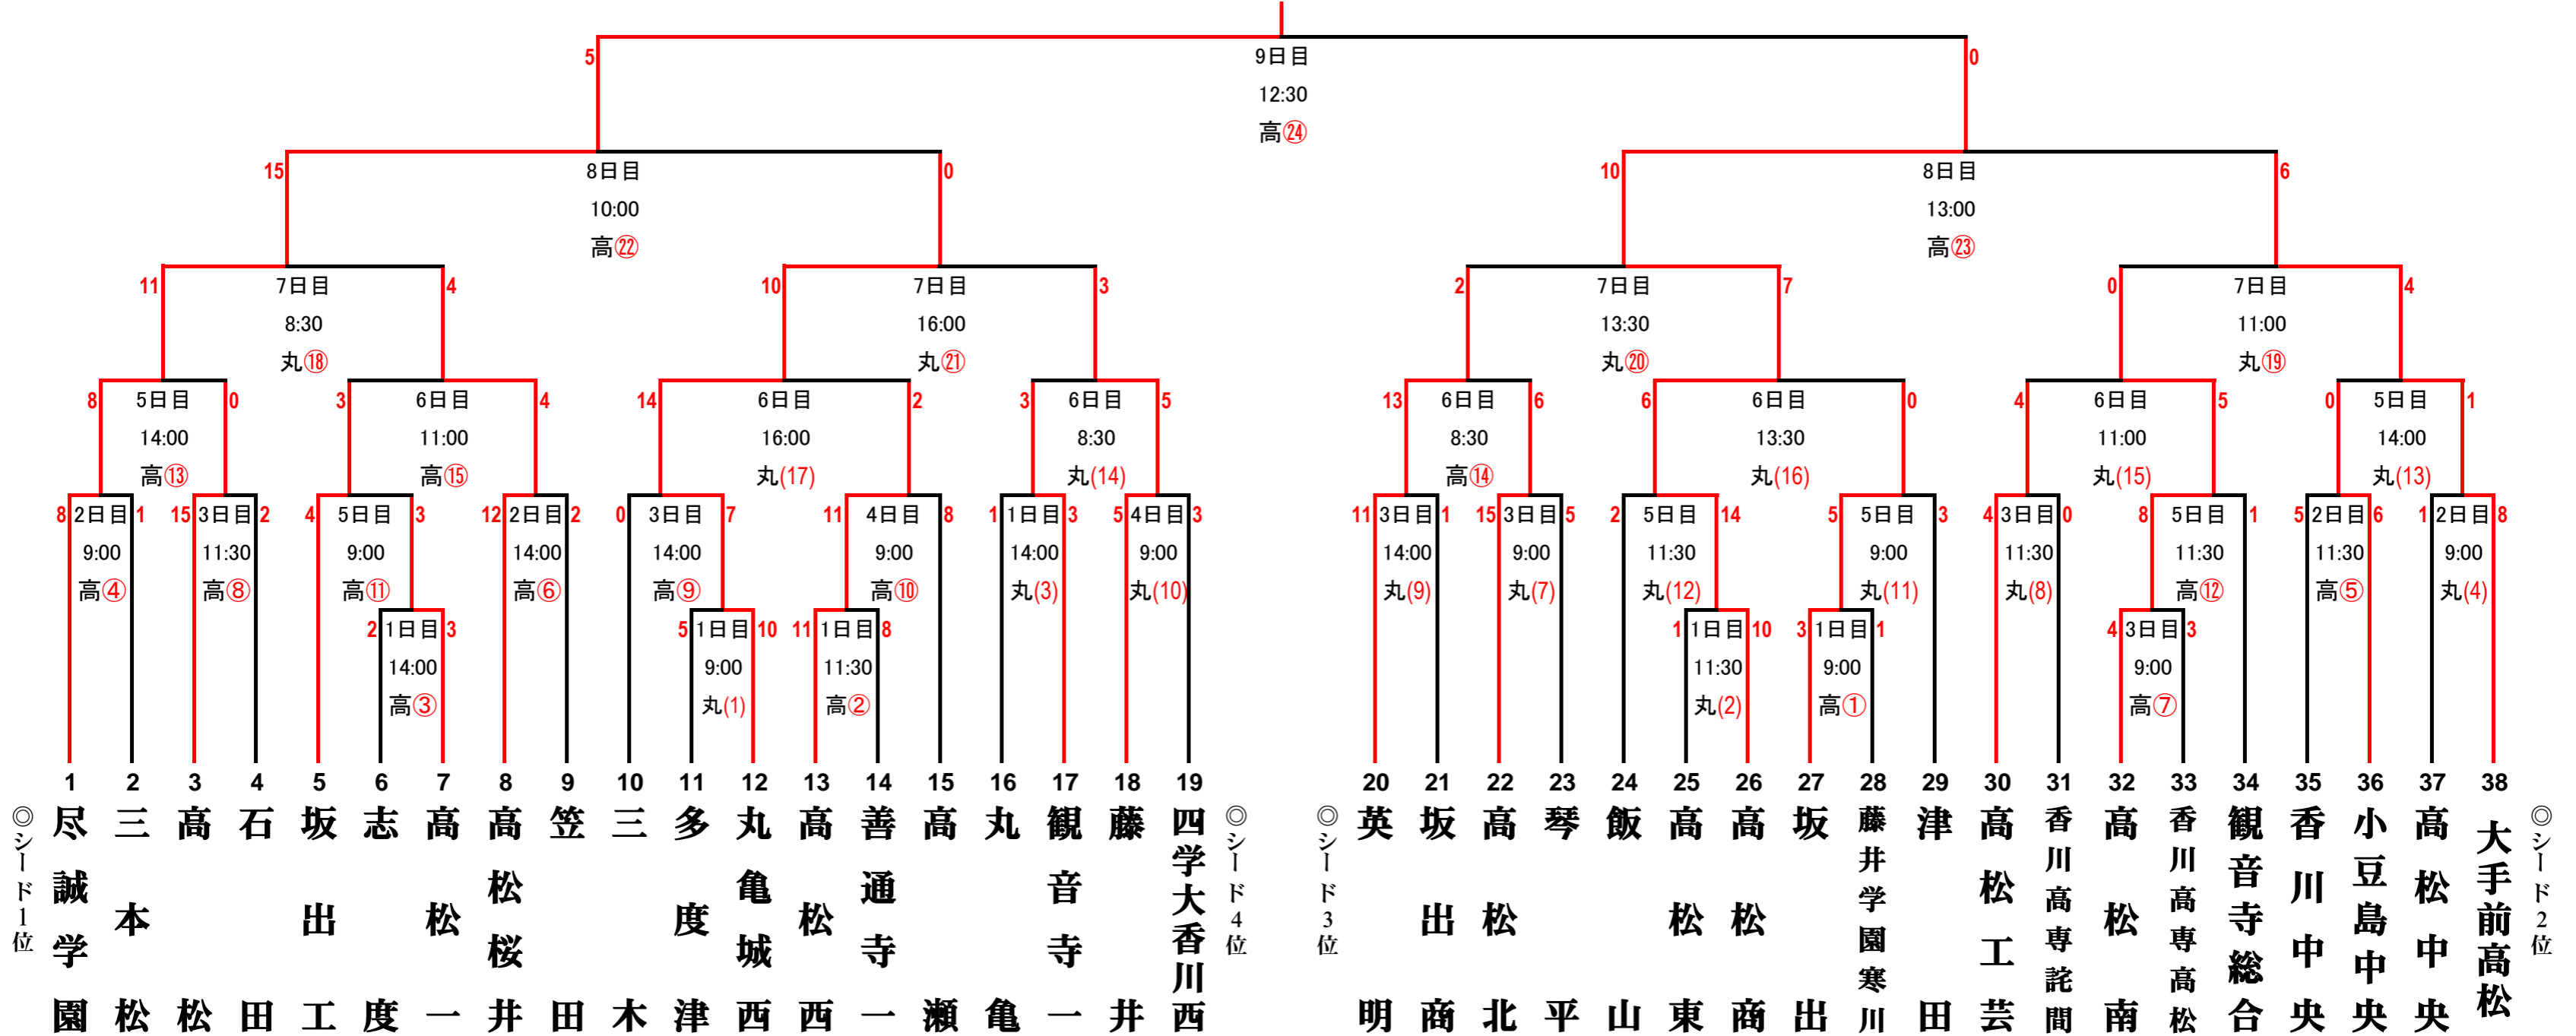 9日目
5 0
12:30
高㉔
8日目 8日目
15 0 10 6
10:00 13:00
高㉒ 高㉓
11 7日目 4 10 7日目 3 2 7日目 7 0 7日目 4
8:30 16:00 13:30 11:00
丸⑱ 丸㉑ 丸⑳ 丸⑲
8 5日目 0 3 6日目 4 14 6日目 2 3 6日目 5 13 6日目 6 6 6日目 0 4 6日目 5 0 5日目 1
14:00 11:00 16:00 8:30 8:30 13:30 11:00 14:00
高⑬ 高⑮ 丸(17) 丸(14) 高⑭ 丸(16) 丸(15) 丸(13)
8 2日目 1 15 3日目 2 4 5日目 3 12 2日目 2 0 3日目 7 11 4日目 8 1 1日目 3 5 4日目 3 11 3日目 1 15 3日目 5 2 5日目 14 5 5日目 3 4 3日目 0 8 5日目 1 5 2日目 6 1 2日目 8
9:00 11:30 9:00 14:00 14:00 9:00 14:00 9:00 14:00 9:00 11:30 9:00 11:30 11:30 11:30 9:00
高④ 高⑧ 高⑪ 高⑥ 高⑨ 高⑩ 丸(3) 丸(10) 丸(9) 丸(7) 丸(12) 丸(11) 丸(8) 高⑫ 高⑤ 丸(4)
2 1日目 3 5 1日目 10 11 1日目 8 1 1日目 10 3 1日目 1 4 3日目 3
14:00 9:00 11:30 11:30 9:00 9:00
高③ 丸(1) 高② 丸(2) 高① 高⑦
1 2 3 4 5 6 7 8 9 10 11 12 13 14 15 16 17 18 19 20 21 22 23 24 25 26 27 28 29 30 31 32 33 34 35 36 37 38
◎シード1位
尽誠学園
三本松
高松
石田
坂出工
志度
高松一
高松桜井
笠田
三木
多度津
丸亀城西
高松西
善通寺一
高瀬
丸亀
観音寺一
藤井
四学大香川西
◎シード4位
◎シード3位
英明
坂出商
高松北
琴平
飯山
高松東
高松商
坂出
藤井学園寒川
津田
高松工芸
香川高専詫間
高松南
香川高専高松
観音寺総合
香川中央
小豆島中央
高松中央
大手前高松
◎シード2位